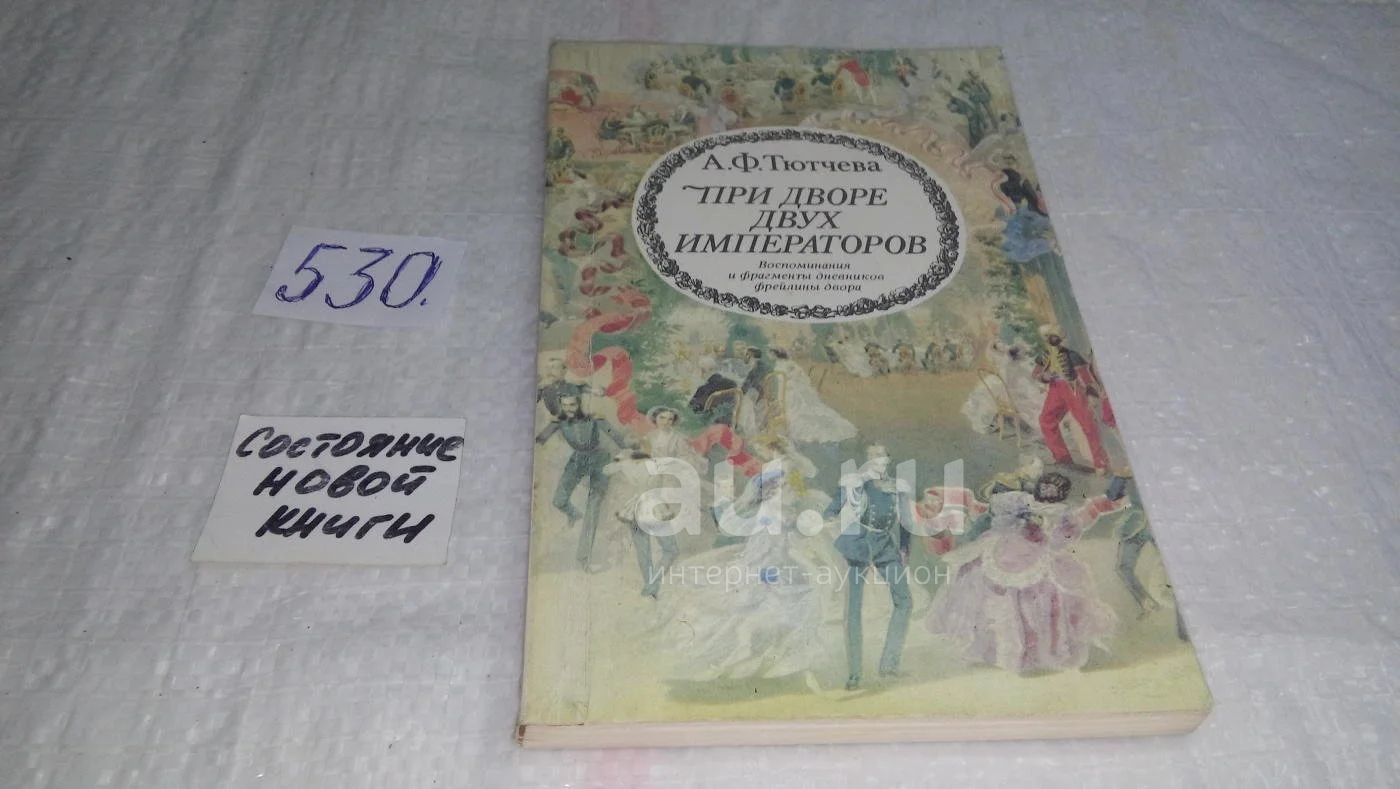 А.Ф.Тютчева
ПРИ ДВОРЕ
ДВУХ
ИМПЕРАТОРОВ
Воспоминания
и фрагменты дневников
фрейлины двора
530.
Состояние
новой
книги
au.ru
интернет-аукцион